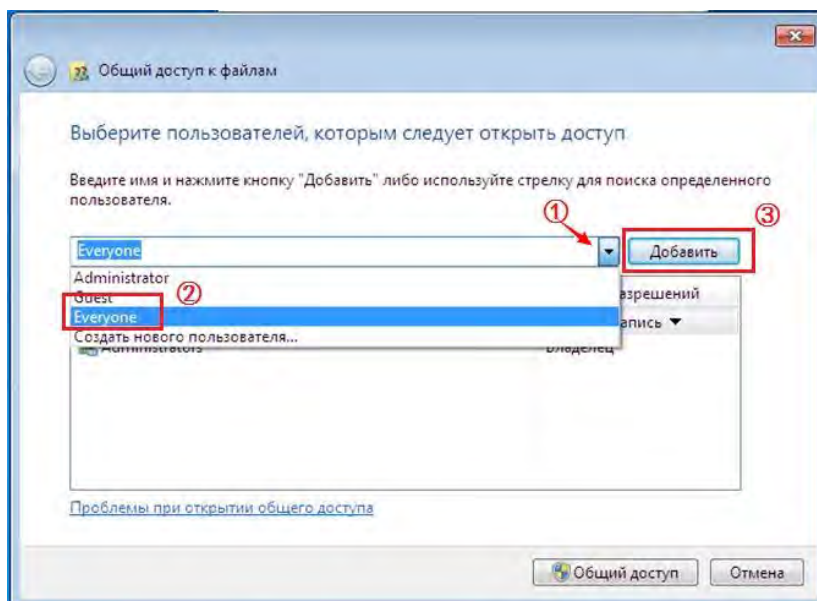 Общий доступ к файлам
Выберите пользователей, которым следует открыть доступ
Введите имя и нажмите кнопку "Добавить" либо используйте стрелку для поиска определенного
пользователя.
① ③
Everyone Добавить
Administrator
Guest ② азрешений
Everyone апись
Создать нового пользователя...
Administrators Владелец
Проблемы при открытии общего доступа
Общий доступ Отмена